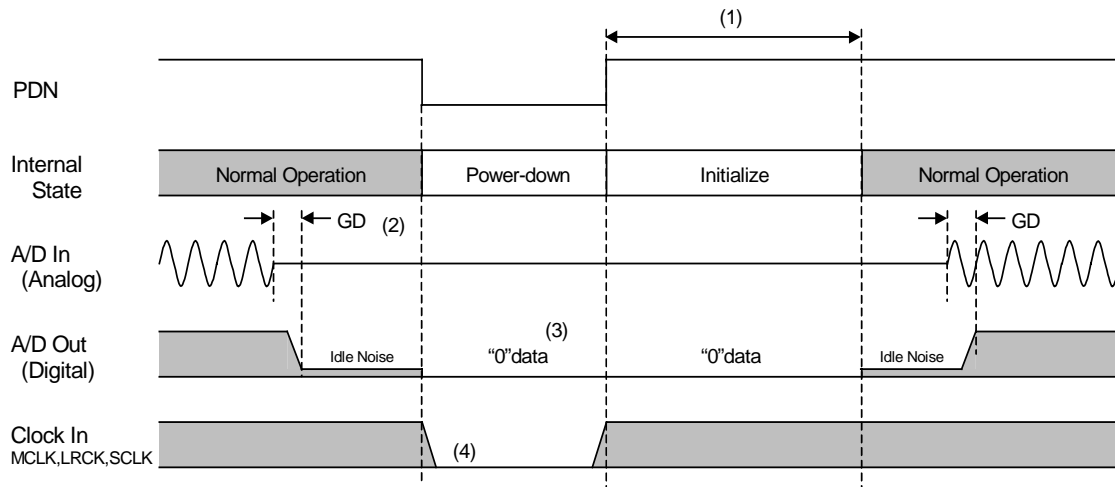 (1)
PDN
Internal
State
Normal Operation
Power-down
Initialize
Normal Operation
GD
(2)
GD
A/D In
(Analog)
A/D Out
(Digital)
Idle Noise
(3)
“0”data
“0”data
Idle Noise
Clock In
MCLK,LRCK,SCLK
(4)